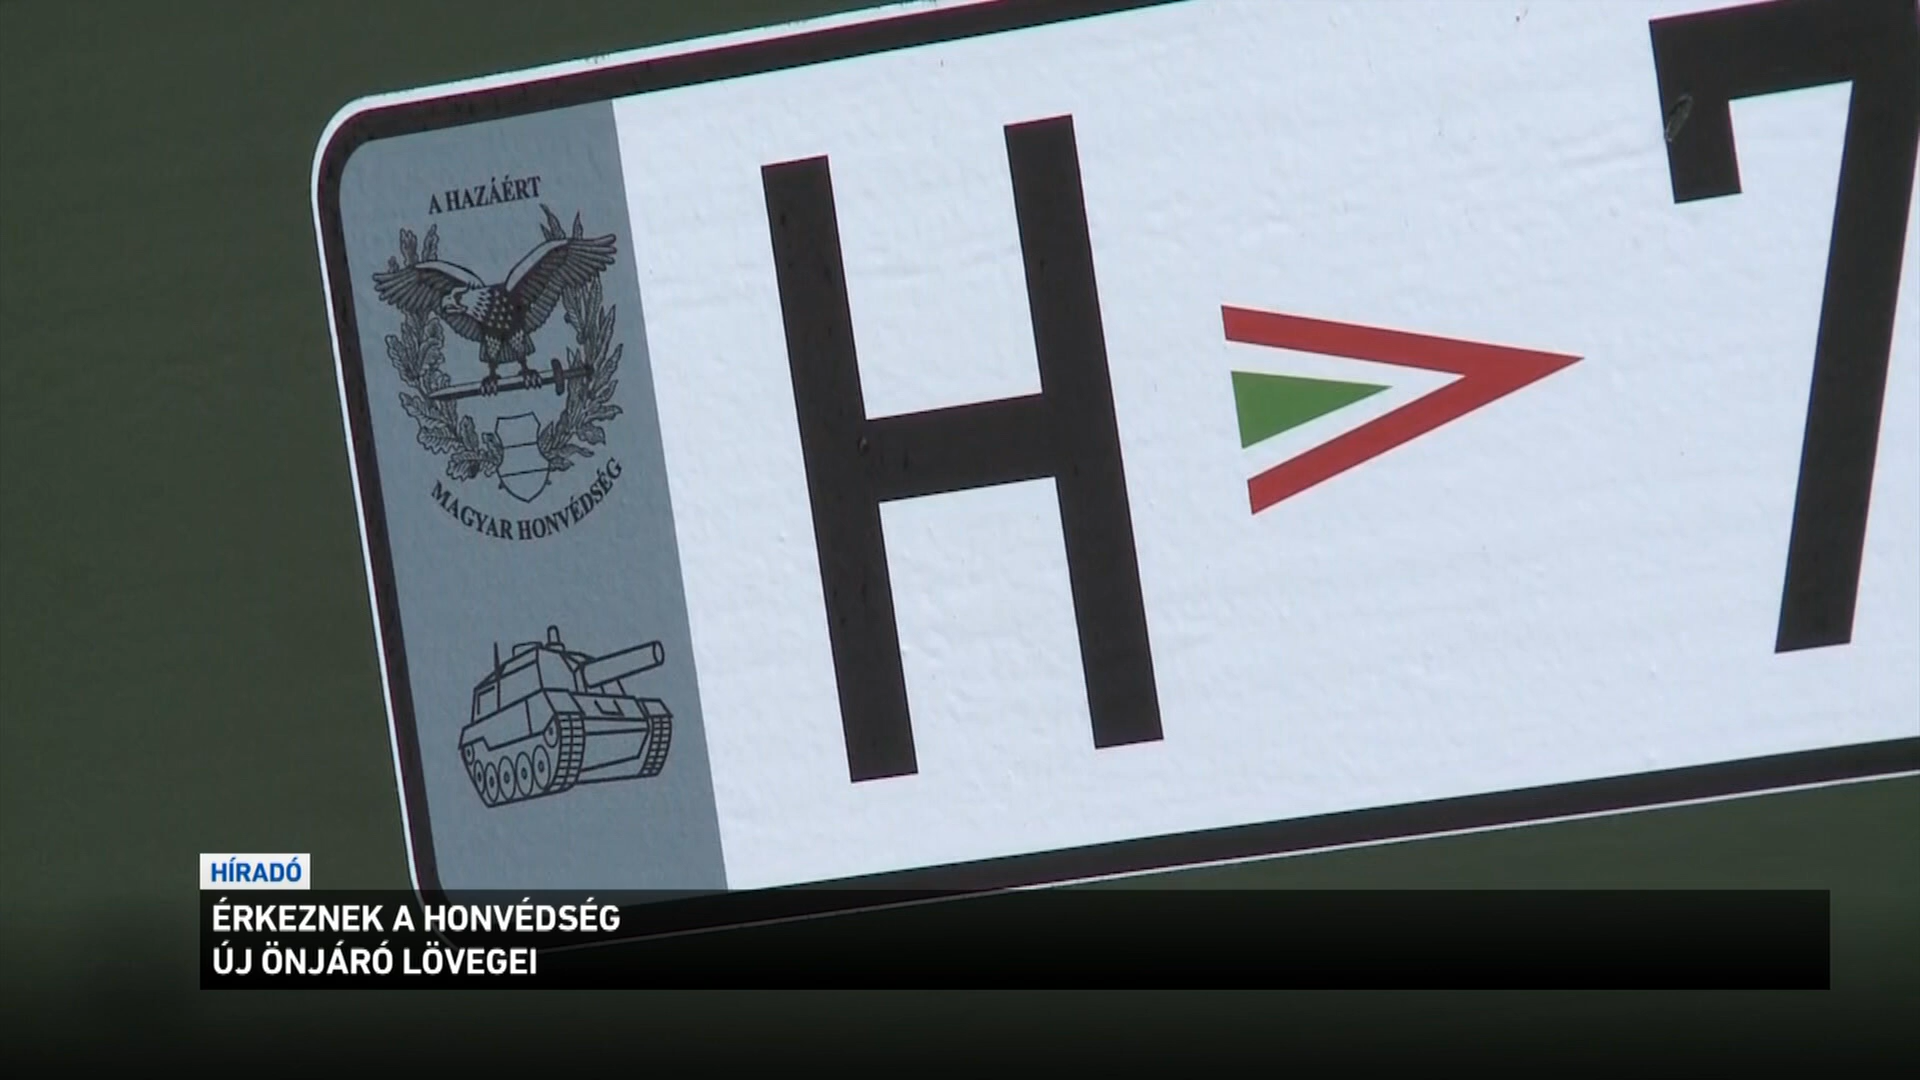 A HAZÁÉRT
MAGYAR HONVÉDSÉG
H 7
HÍRADÓ
ÉRKEZNEK A HONVÉDSÉG
ÚJ ÖNJÁRÓ LÖVEGEI